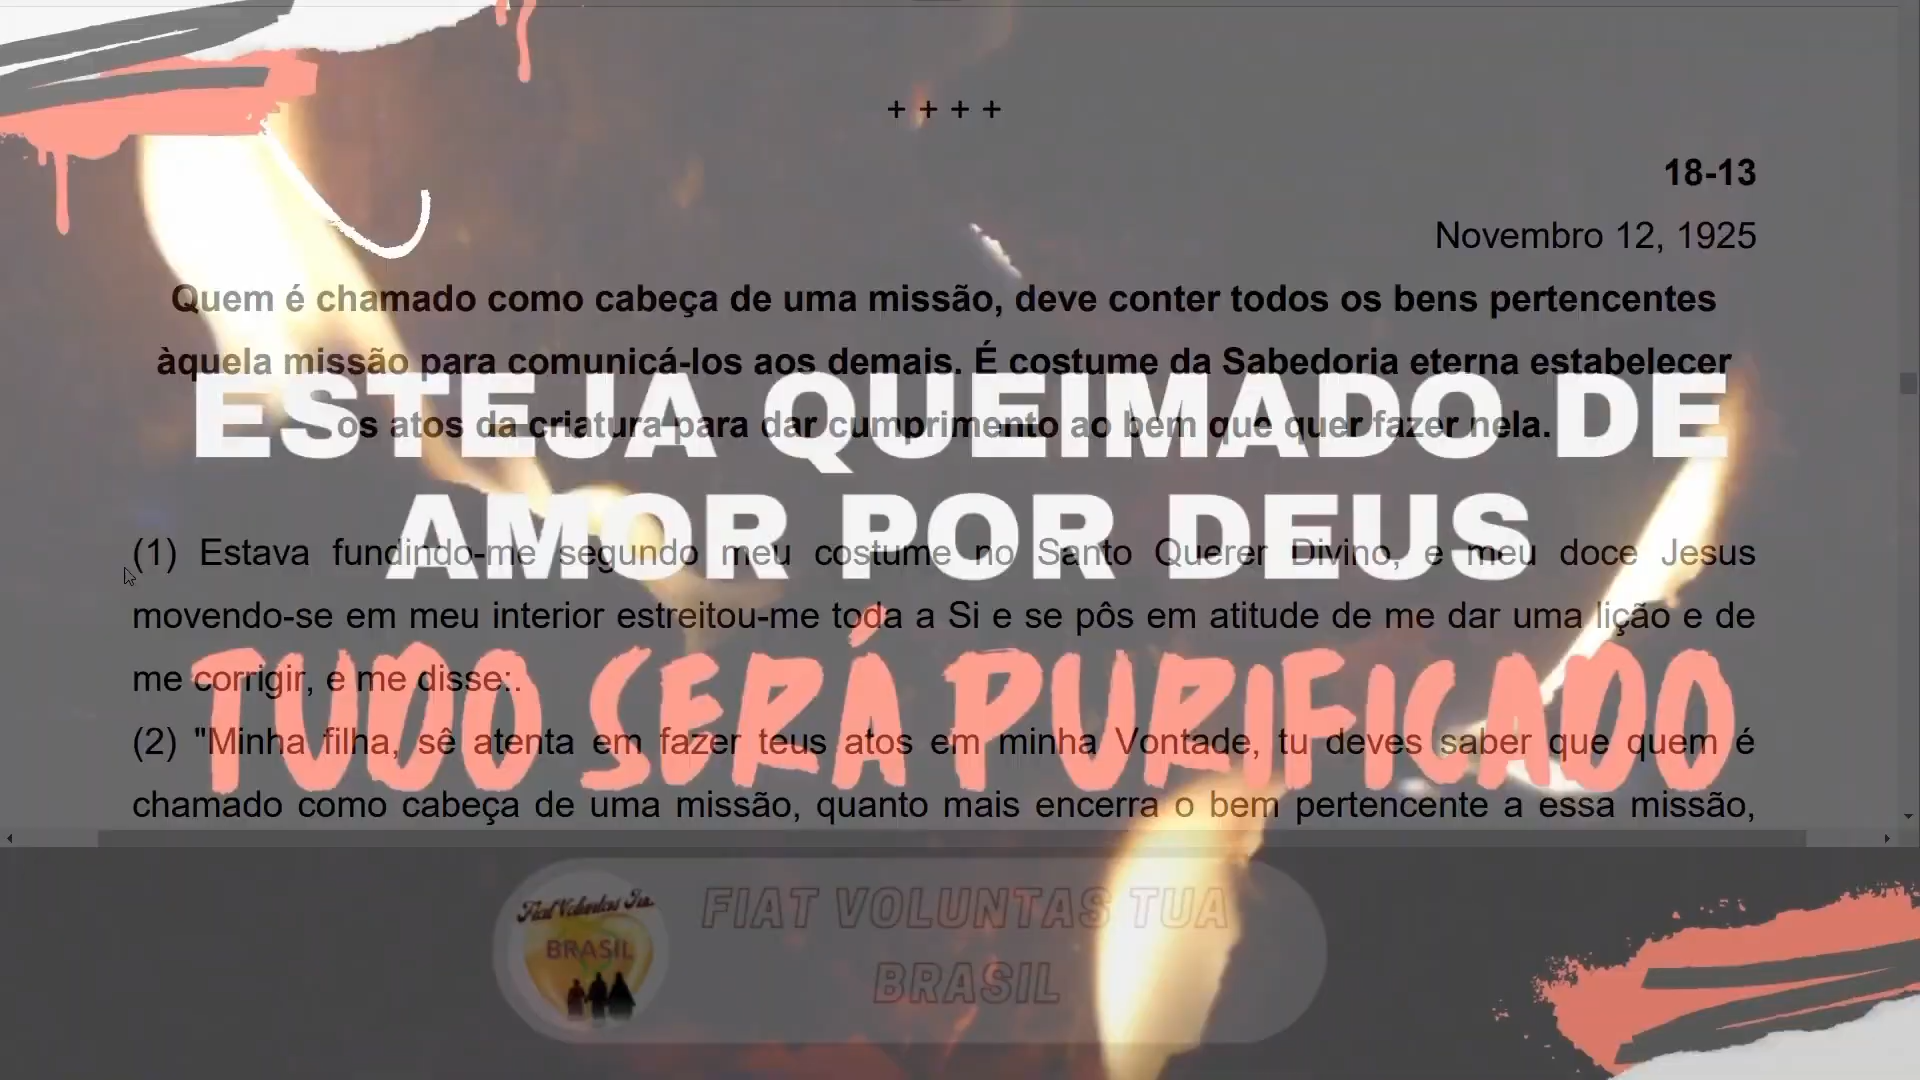 + + + +
18-13
Novembro 12, 1925
Quem é chamado como cabeça de uma missão, deve conter todos os bens pertencentes
àquela missão para comunicá-los aos demais. É costume da Sabedoria eterna estabelecer
os atos da criatura para dar cumprimento ao bem que quer fazer nela.
ESTEJA QUEIMADO DE
AMOR POR DEUS
(1) Estava fundindo-me segundo meu costume no Santo Querer Divino, e meu doce Jesus
movendo-se em meu interior estreitou-me toda a Si e se pôs em atitude de me dar uma lição e de
me corrigir, e me disse:.
TUDO SERÁ PURIFICADO
(2) "Minha filha, sê atenta em fazer teus atos em minha Vontade, tu deves saber que quem é
chamado como cabeça de uma missão, quanto mais encerra o bem pertencente a essa missão,
Fiat Voluntas Tua
BRASIL
FIAT VOLUNTAS TUA
BRASIL